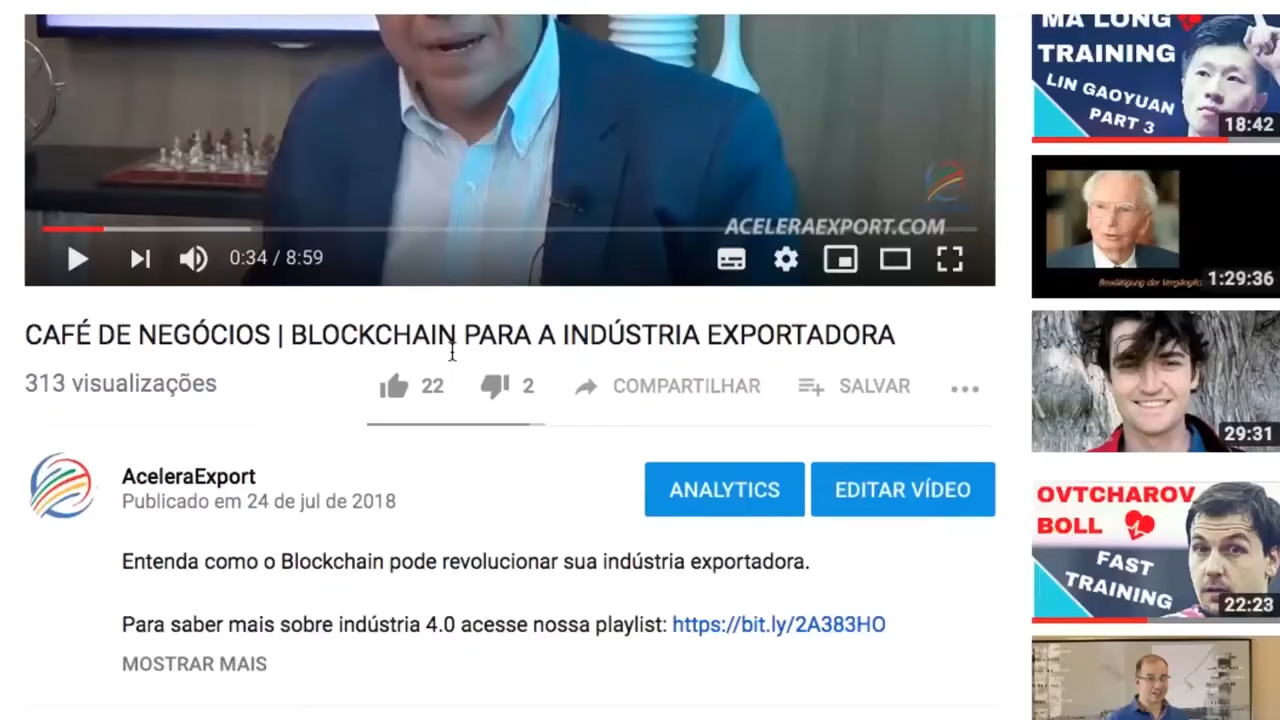 ACELERAEXPORT.COM
0:34 / 8:59
CAFÉ DE NEGÓCIOS | BLOCKCHAIN PARA A INDÚSTRIA EXPORTADORA
313 visualizações
22
2
COMPARTILHAR
SALVAR
AceleraExport
Publicado em 24 de jul de 2018
ANALYTICS
EDITAR VÍDEO
Entenda como o Blockchain pode revolucionar sua indústria exportadora.
Para saber mais sobre indústria 4.0 acesse nossa playlist: https://bit.ly/2A383HO
MOSTRAR MAIS
MA LONG
TRAINING
LIN GAOYUAN
PART 3
18:42
Bewältigung der
1:29:36
29:31
OVTCHAROV
BOLL
FAST
TRAINING
22:23